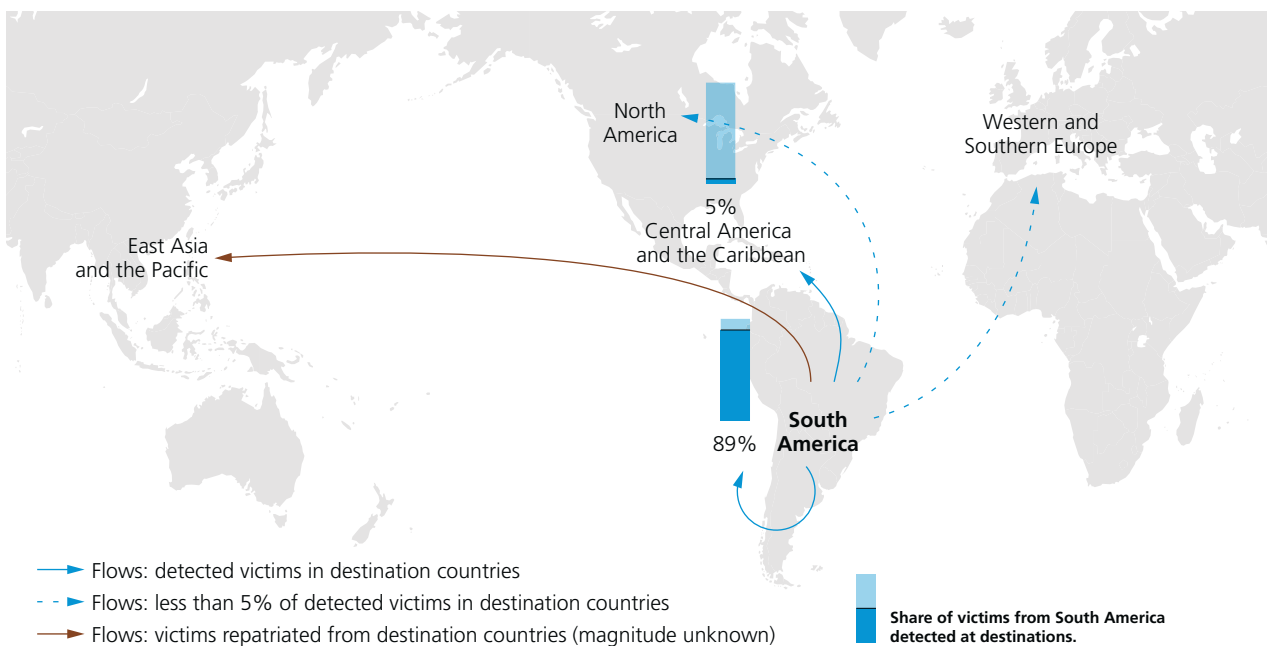 North
America
Western and
Southern Europe
5%
Central America
and the Caribbean
East Asia
and the Pacific
South
America
89%
Flows: detected victims in destination countries
Flows: less than 5% of detected victims in destination countries
Flows: victims repatriated from destination countries (magnitude unknown)
Share of victims from South America
detected at destinations.